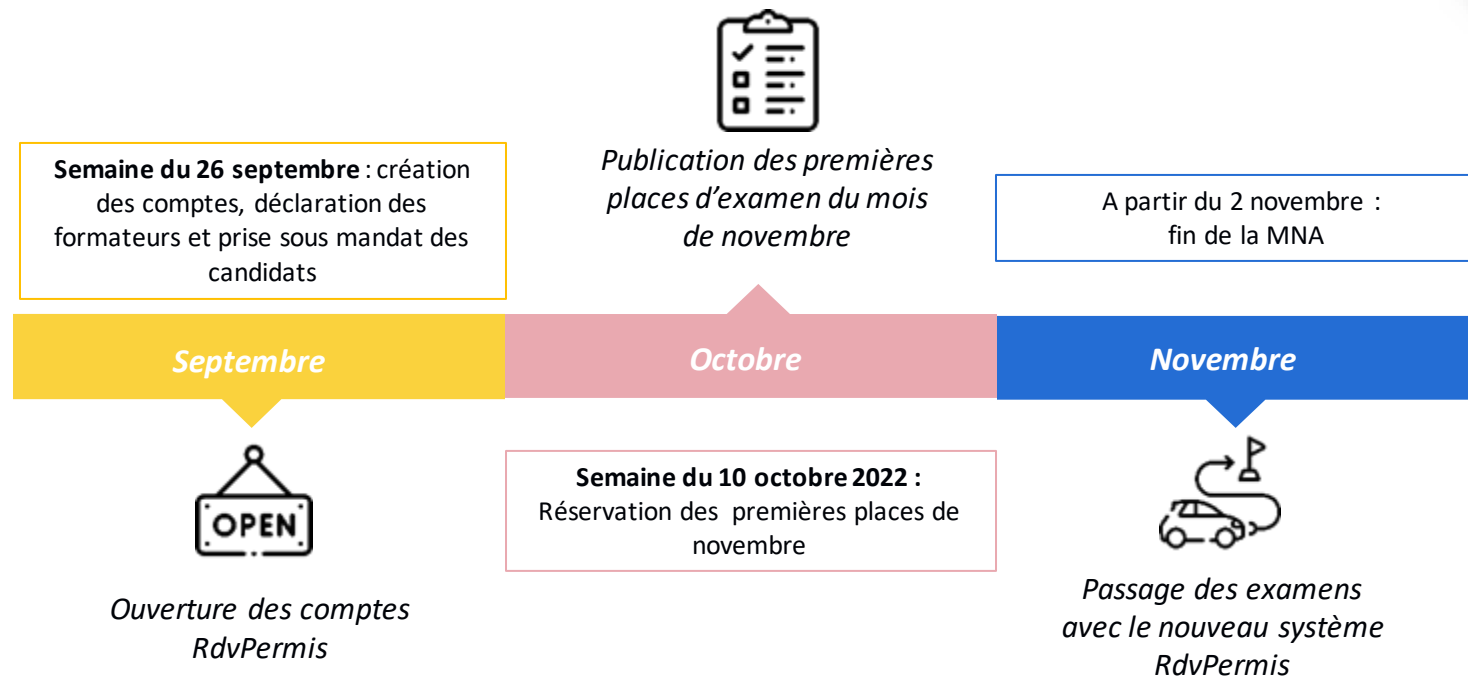 Semaine du 26 septembre : création
des comptes, déclaration des
formateurs et prise sous mandat des
candidats
Publication des premières
places d’examen du mois
de novembre
A partir du 2 novembre :
fin de la MNA
Septembre
Octobre
Novembre
OPEN
Ouverture des comptes
RdvPermis
Semaine du 10 octobre 2022 :
Réservation des premières places de
novembre
Passage des examens
avec le nouveau système
RdvPermis